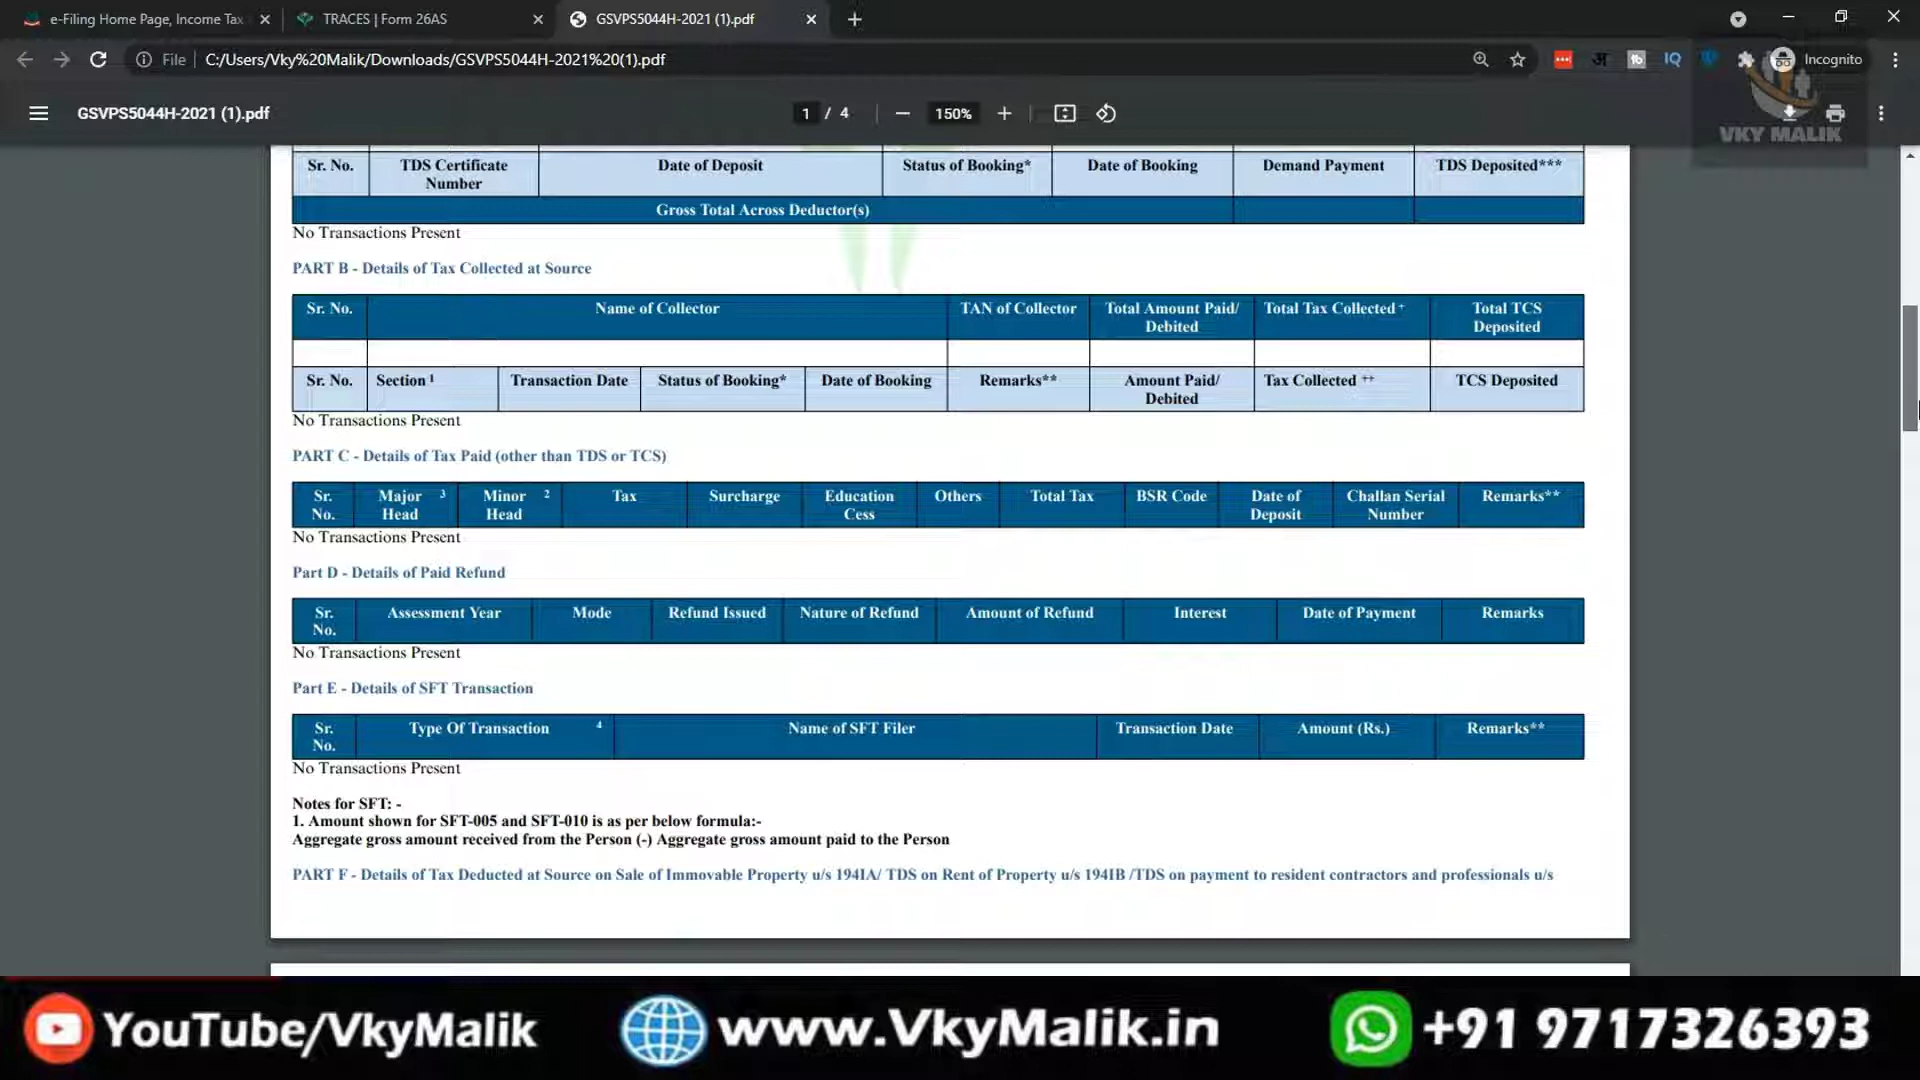 e-Filing Home Page, Income Tax
TRACES | Form 26AS
GSVPS5044H-2021 (1).pdf
File
C:/Users/Vky%20Malik/Downloads/GSVPS5044H-2021%20(1).pdf
IQ
Incognito
GSVPS5044H-2021 (1).pdf
1 / 4
150%
VKY MALIK
Sr. No. TDS Certificate Number Date of Deposit Status of Booking* Date of Booking Demand Payment TDS Deposited***
Gross Total Across Deductor(s)
No Transactions Present
PART B - Details of Tax Collected at Source
Sr. No. Name of Collector TAN of Collector Total Amount Paid/ Debited Total Tax Collected + Total TCS Deposited
Sr. No. Section 1 Transaction Date Status of Booking* Date of Booking Remarks** Amount Paid/ Debited Tax Collected ++ TCS Deposited
No Transactions Present
PART C - Details of Tax Paid (other than TDS or TCS)
Sr. No. Major 3 Head Minor 2 Head Tax Surcharge Education Cess Others Total Tax BSR Code Date of Deposit Challan Serial Number Remarks**
No Transactions Present
Part D - Details of Paid Refund
Sr. No. Assessment Year Mode Refund Issued Nature of Refund Amount of Refund Interest Date of Payment Remarks
No Transactions Present
Part E - Details of SFT Transaction
Sr. No. Type Of Transaction 4 Name of SFT Filer Transaction Date Amount (Rs.) Remarks**
No Transactions Present
Notes for SFT: -
1. Amount shown for SFT-005 and SFT-010 is as per below formula:-
Aggregate gross amount received from the Person (-) Aggregate gross amount paid to the Person
PART F - Details of Tax Deducted at Source on Sale of Immovable Property u/s 194IA/ TDS on Rent of Property u/s 194IB /TDS on payment to resident contractors and professionals u/s
YouTube/VkyMalik
www.VkyMalik.in
+91 9717326393